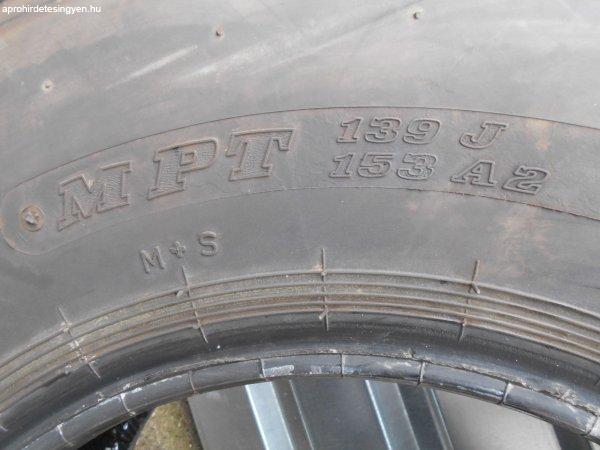 aprohirdetesingyen.hu
MPT 139 J
153 A2
M+S